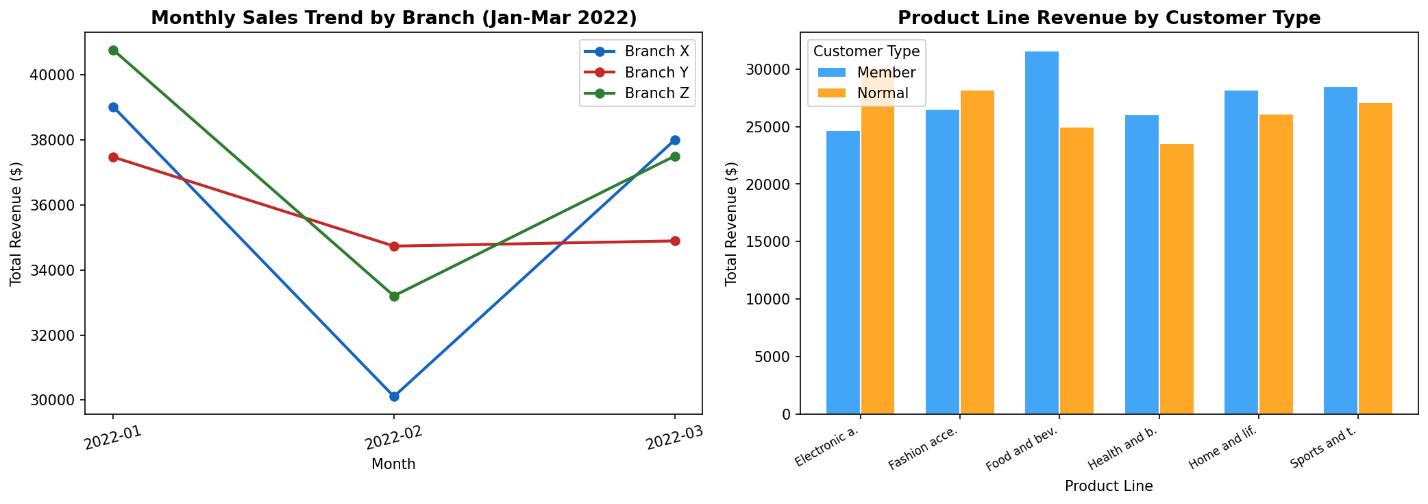 Monthly Sales Trend by Branch (Jan-Mar 2022)
Total Revenue ($)
40000
38000
36000
34000
32000
30000
Branch X
Branch Y
Branch Z
2022-01
2022-02
2022-03
Month
Product Line Revenue by Customer Type
Total Revenue ($)
30000
25000
20000
15000
10000
5000
0
Customer Type
Member
Normal
Electronic a.
Fashion acce.
Food and bev.
Health and b.
Home and lif.
Sports and t.
Product Line